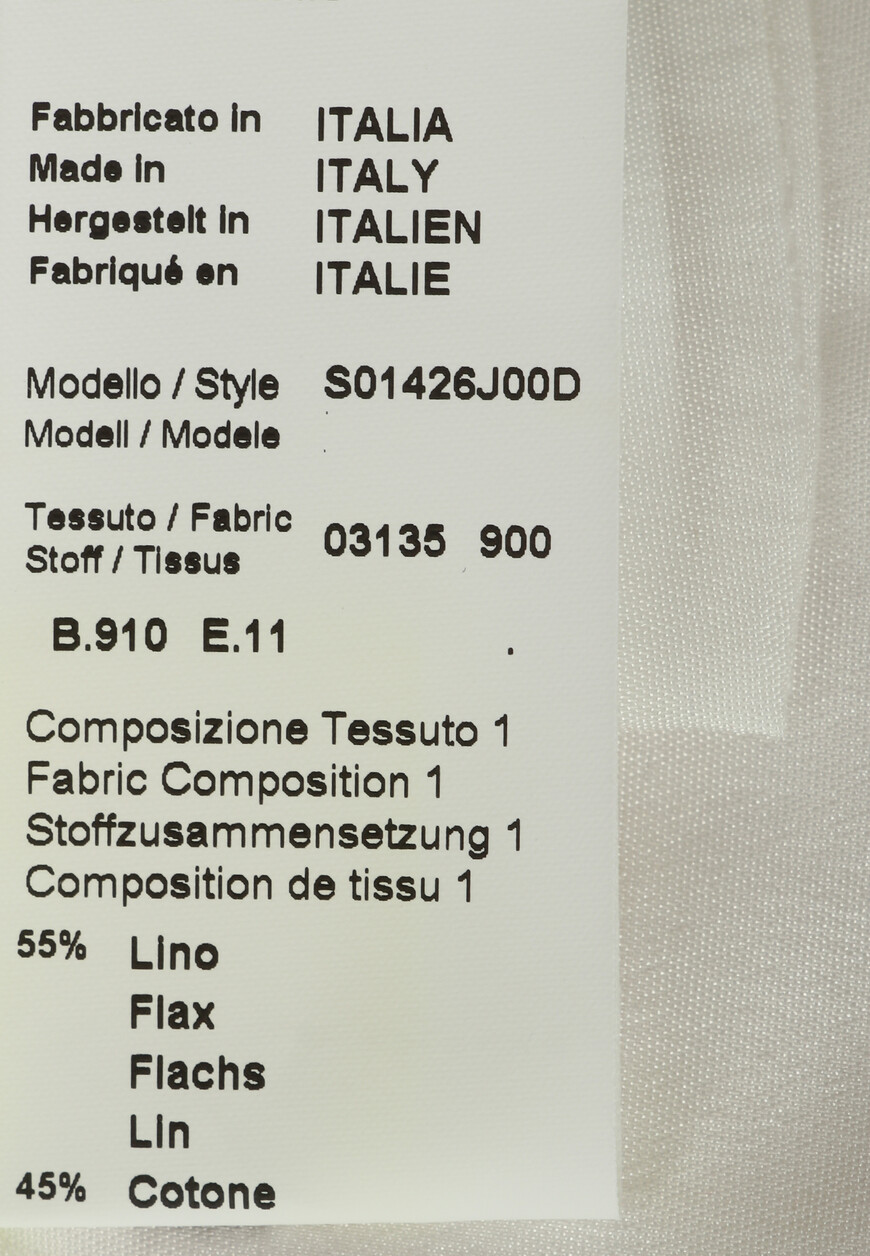 Fabbricato in ITALIA
Made in ITALY
Hergestelt in ITALIEN
Fabriqué en ITALIE
Modello / Style S01426J00D
Modell / Modele
Tessuto / Fabric
Stoff / Tissus 03135 900
B.910 E.11
Composizione Tessuto 1
Fabric Composition 1
Stoffzusammensetzung 1
Composition de tissu 1
55% Lino
Flax
Flachs
Lin
45% Cotone